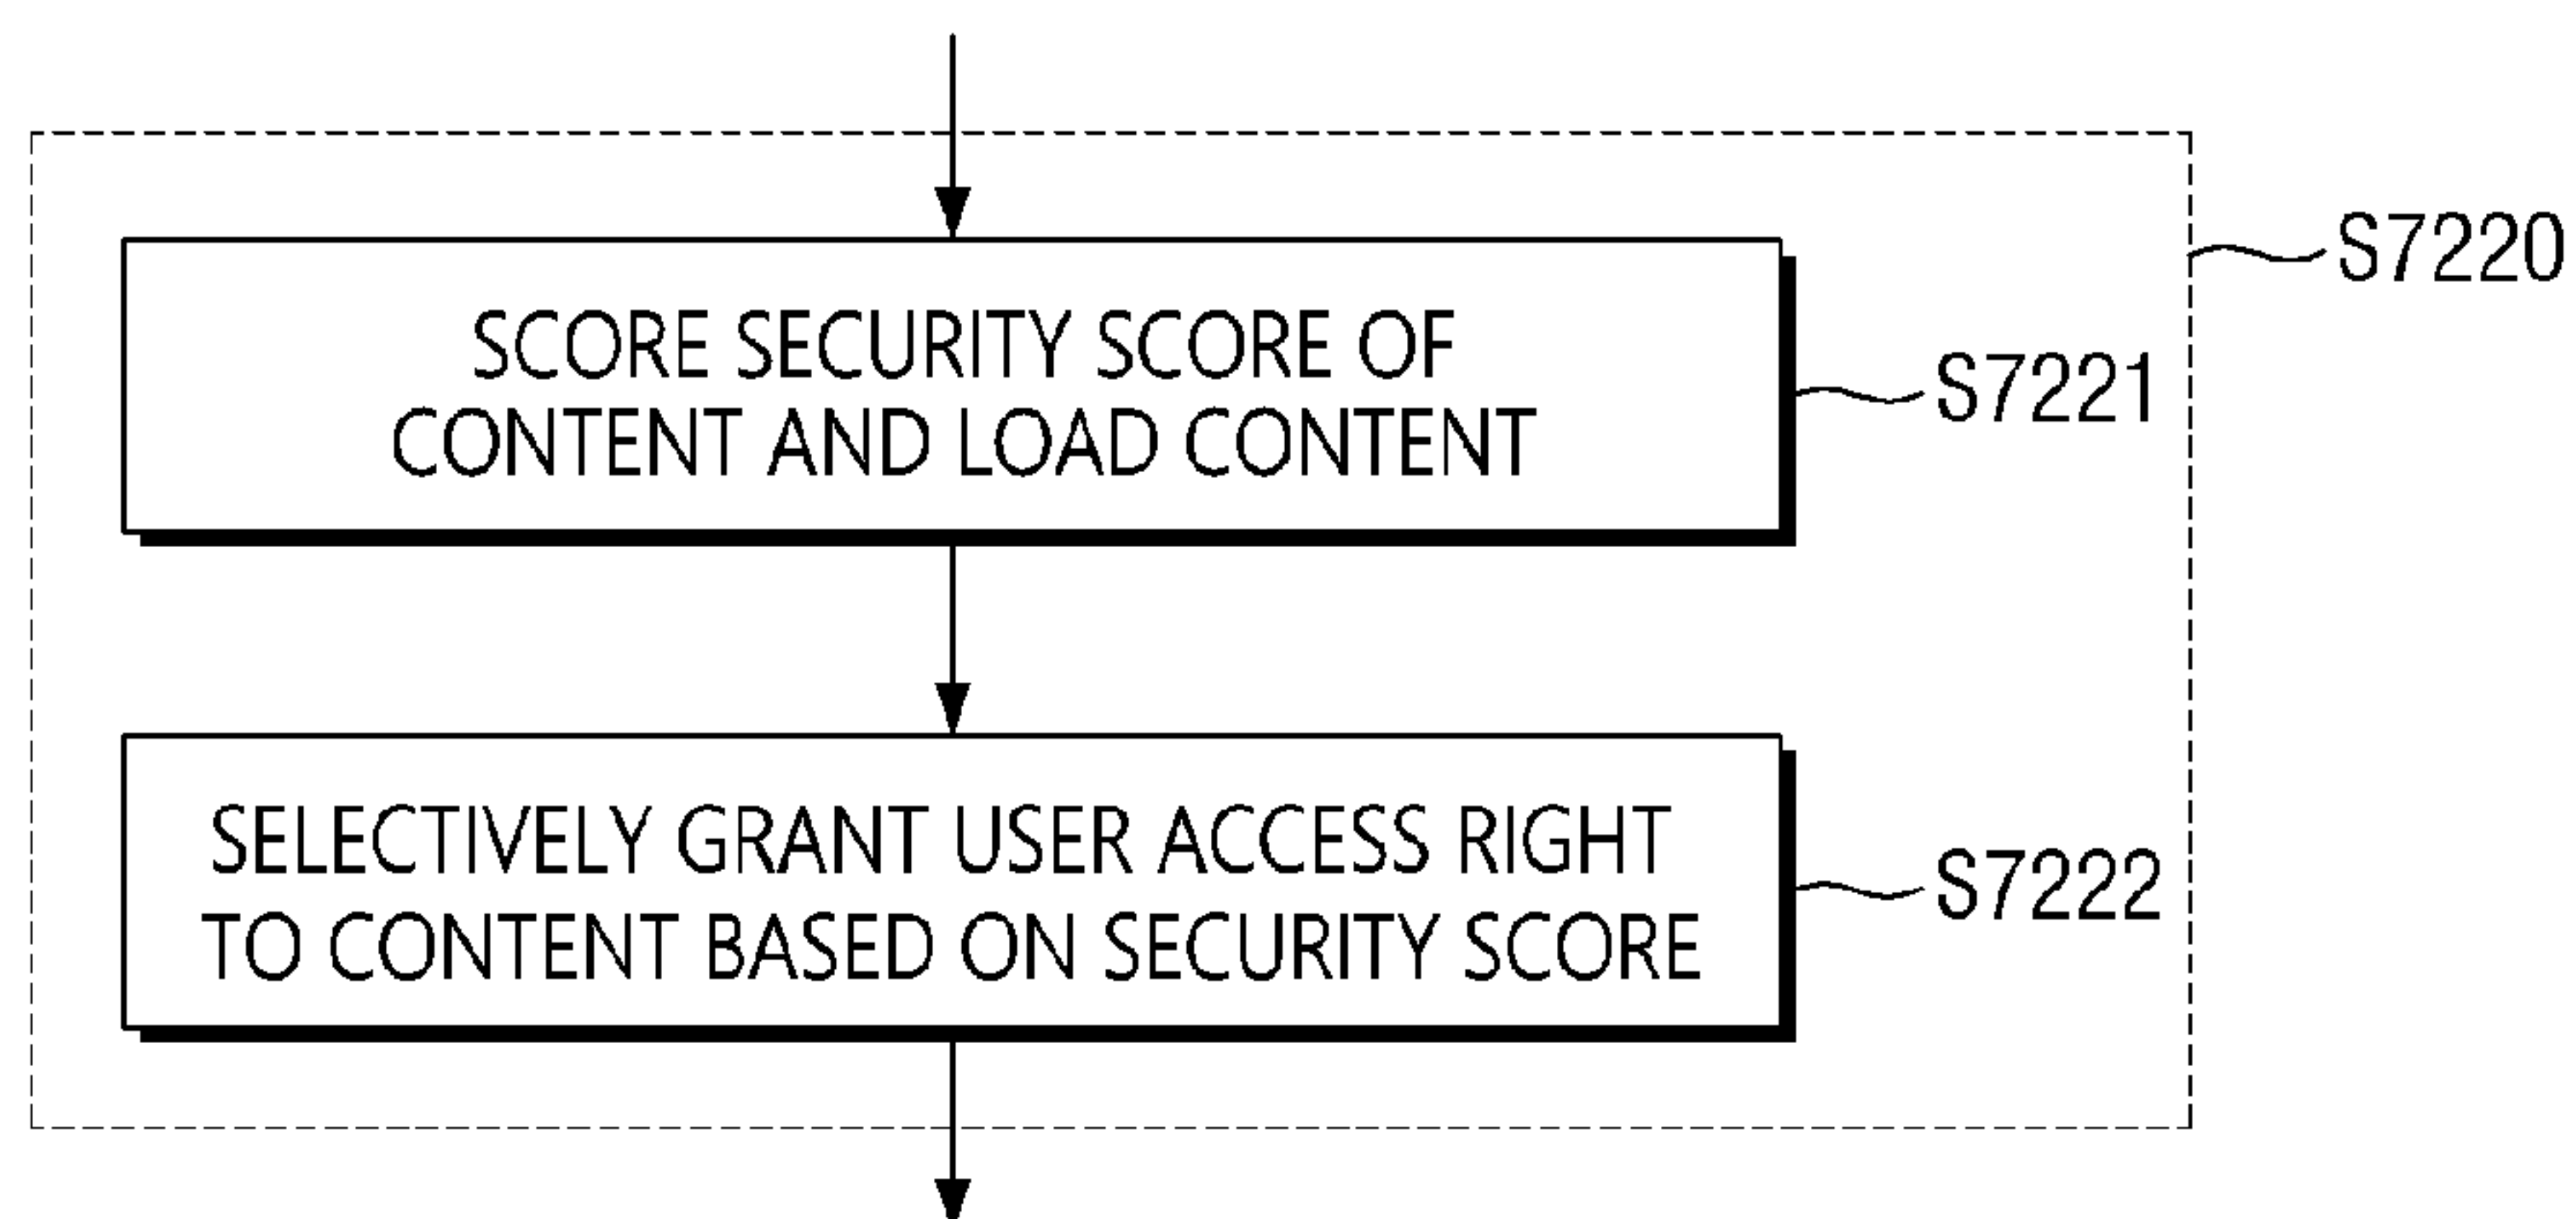 S7220
SCORE SECURITY SCORE OF
CONTENT AND LOAD CONTENT
S7221
SELECTIVELY GRANT USER ACCESS RIGHT
TO CONTENT BASED ON SECURITY SCORE
S7222